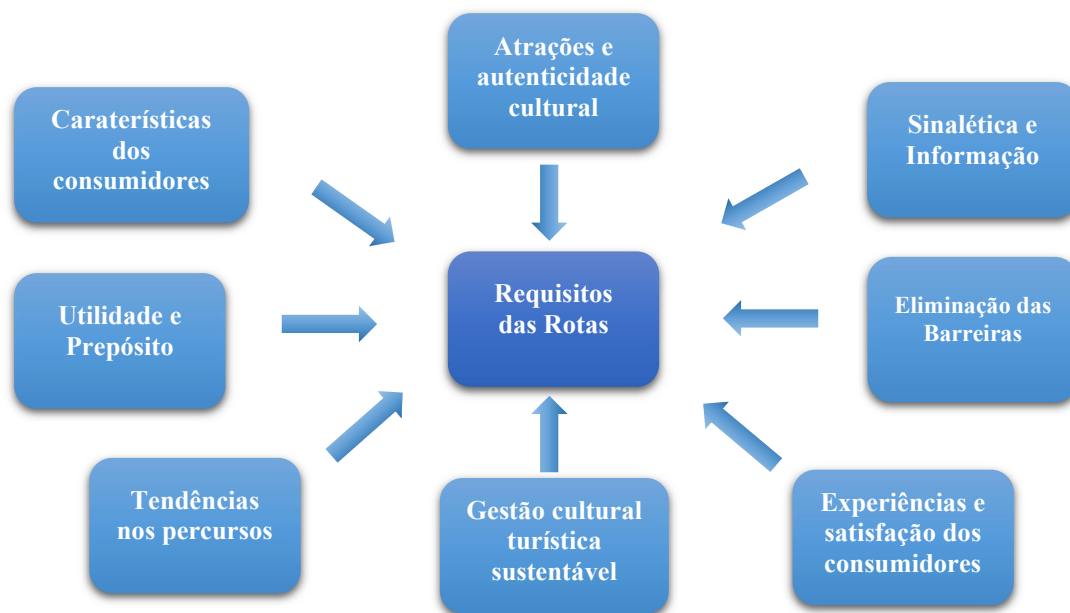 Atrações e
autenticidade
cultural
Caraterísticas
dos
consumidores
Sinalética e
Informação
Requisitos
das Rotas
Utilidade e
Prepósito
Eliminação das
Barreiras
Tendências
nos percursos
Gestão cultural
turística
sustentável
Experiências e
satisfação dos
consumidores